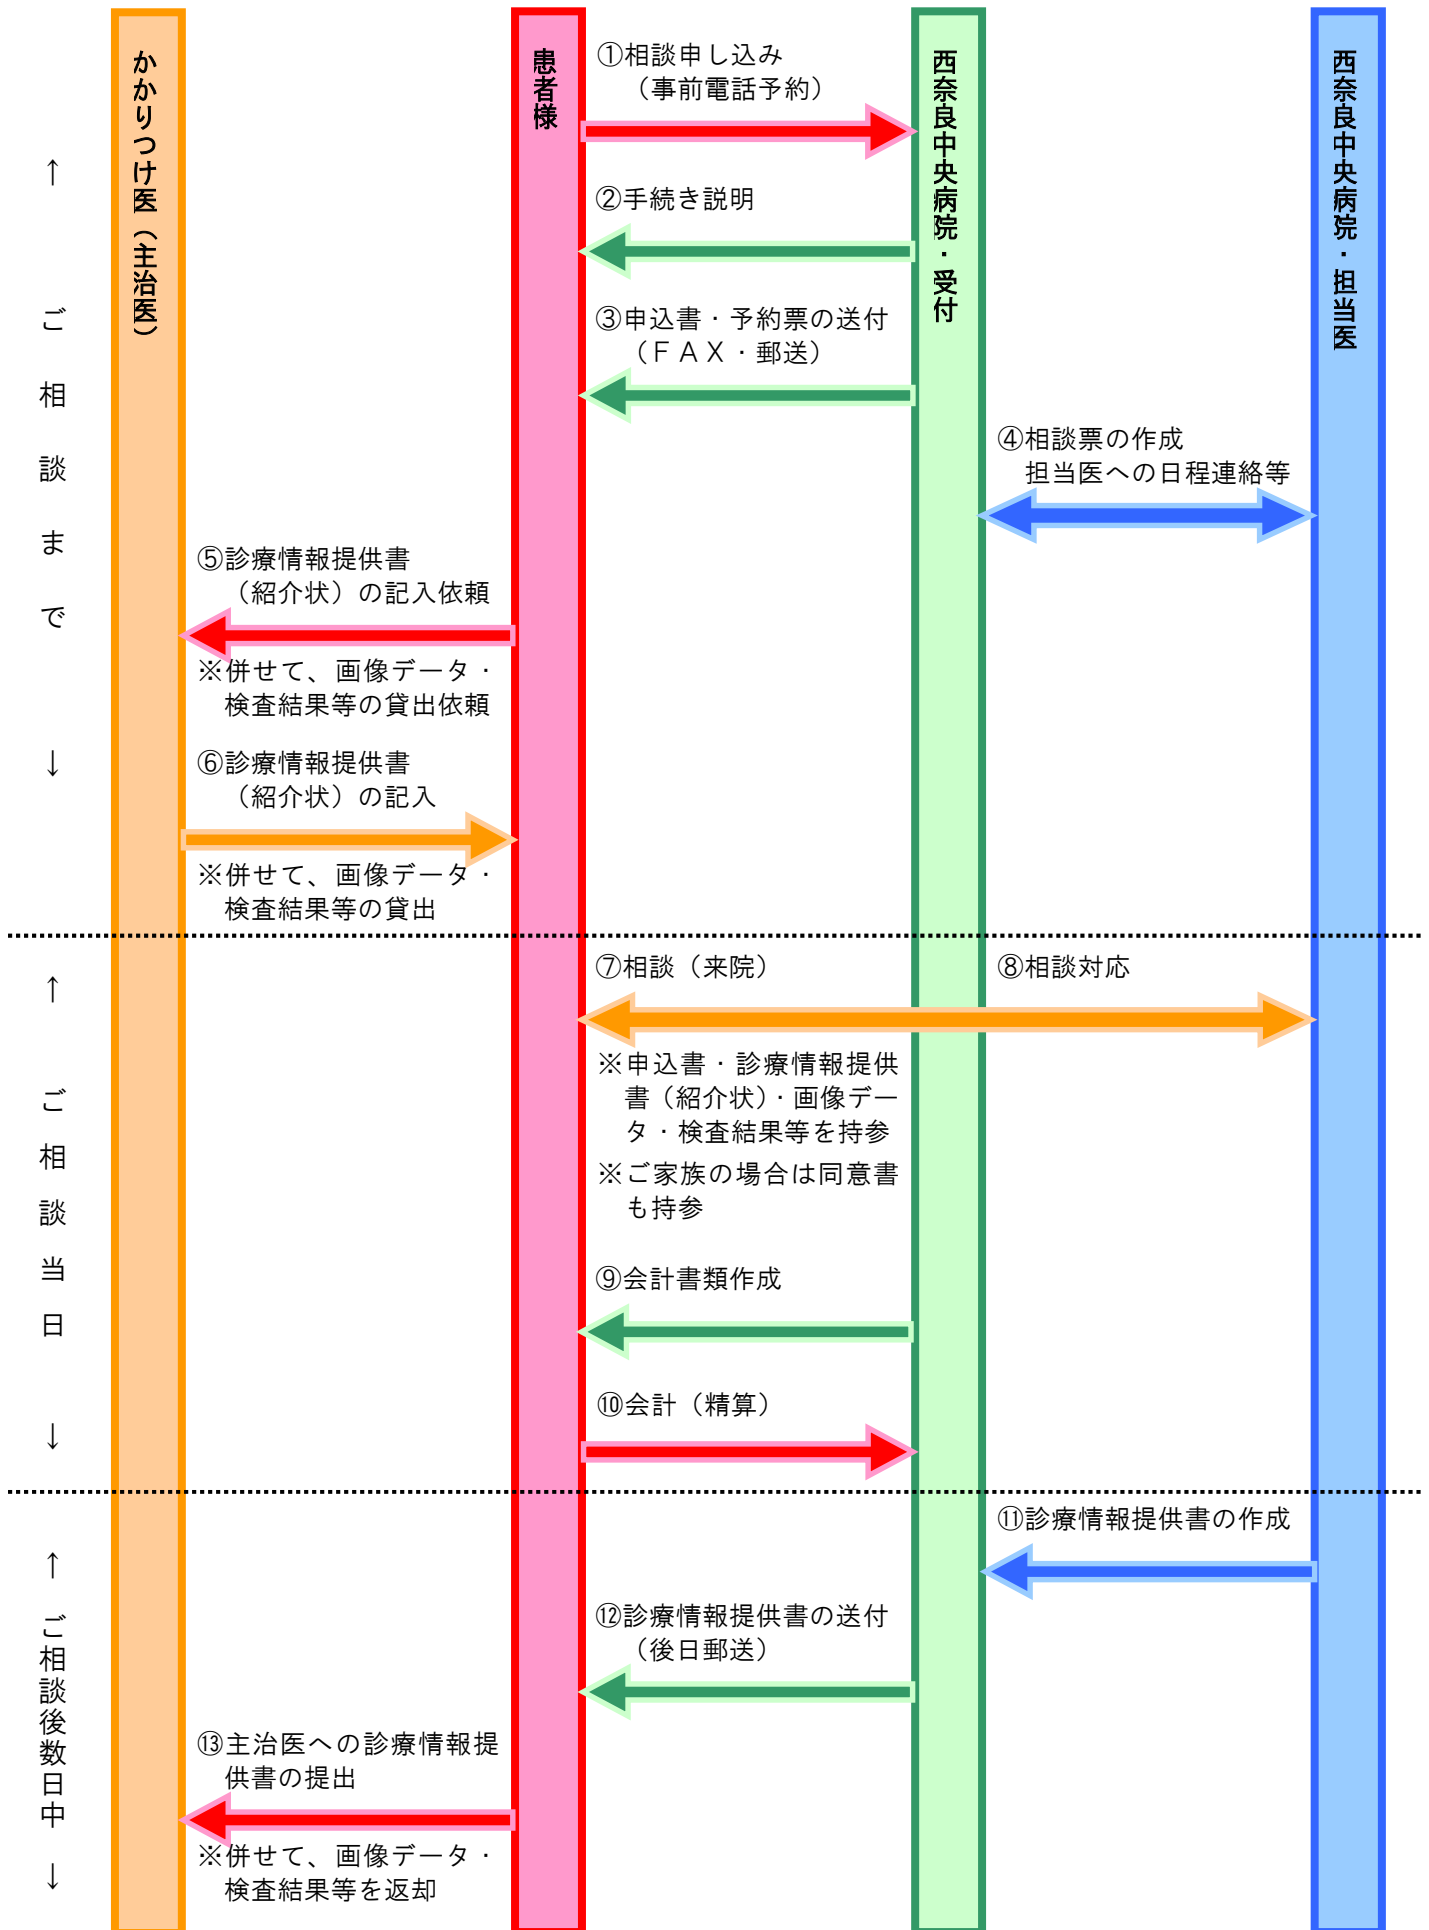 かかりつけ医（主治医）
患者様
西奈良中央病院・受付
西奈良中央病院・担当医
↑ ご相談まで ↓
①相談申し込み
（事前電話予約）
②手続き説明
③申込書・予約票の送付
（ＦＡＸ・郵送）
④相談票の作成
担当医への日程連絡等
⑤診療情報提供書
（紹介状）の記入依頼
※併せて、画像データ・
検査結果等の貸出依頼
⑥診療情報提供書
（紹介状）の記入
※併せて、画像データ・
検査結果等の貸出
↑ ご相談当日 ↓
⑦相談（来院）
⑧相談対応
※申込書・診療情報提供
書（紹介状）・画像デー
タ・検査結果等を持参
※ご家族の場合は同意書
も持参
⑨会計書類作成
⑩会計（精算）
↑ ご相談後数日中 ↓
⑪診療情報提供書の作成
⑫診療情報提供書の送付
（後日郵送）
⑬主治医への診療情報提
供書の提出
※併せて、画像データ・
検査結果等を返却